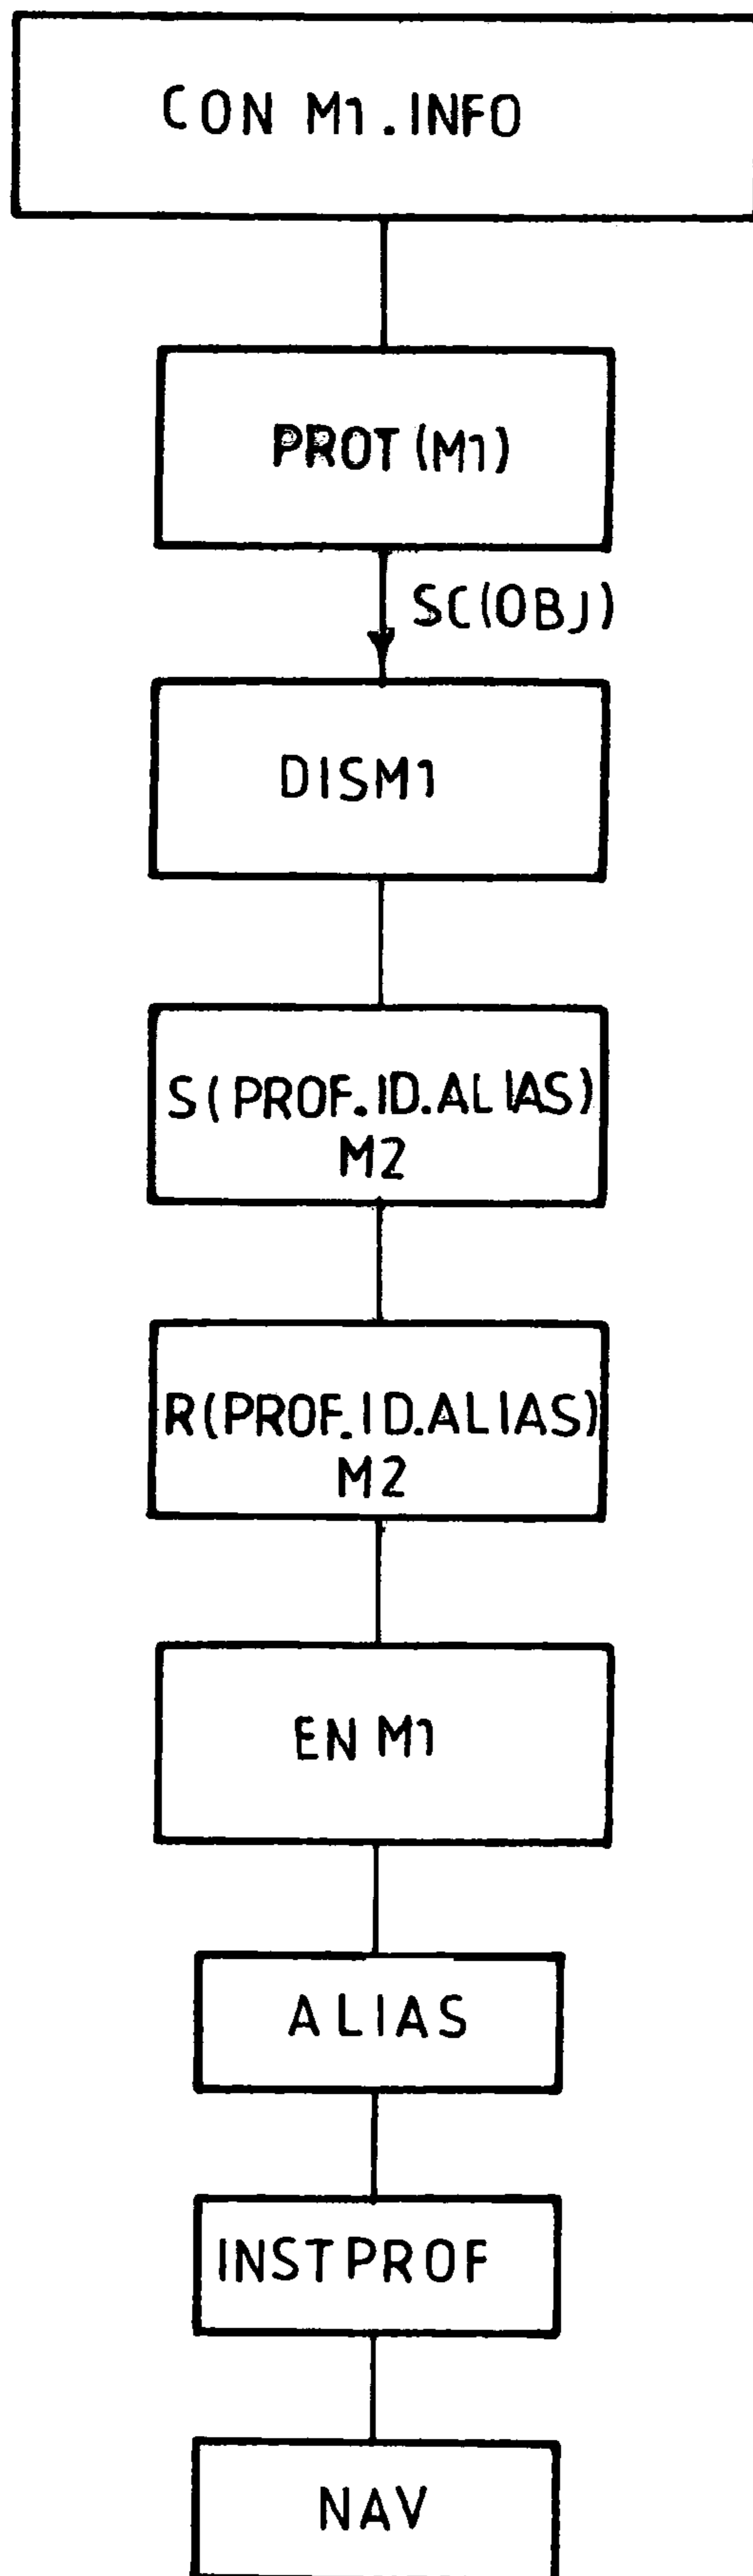 CON M1.INFO
PROT(M1)
SC(OBJ)
DISM1
S(PROF.ID.ALIAS)
M2
R(PROF.ID.ALIAS)
M2
EN M1
ALIAS
INSTPROF
NAV